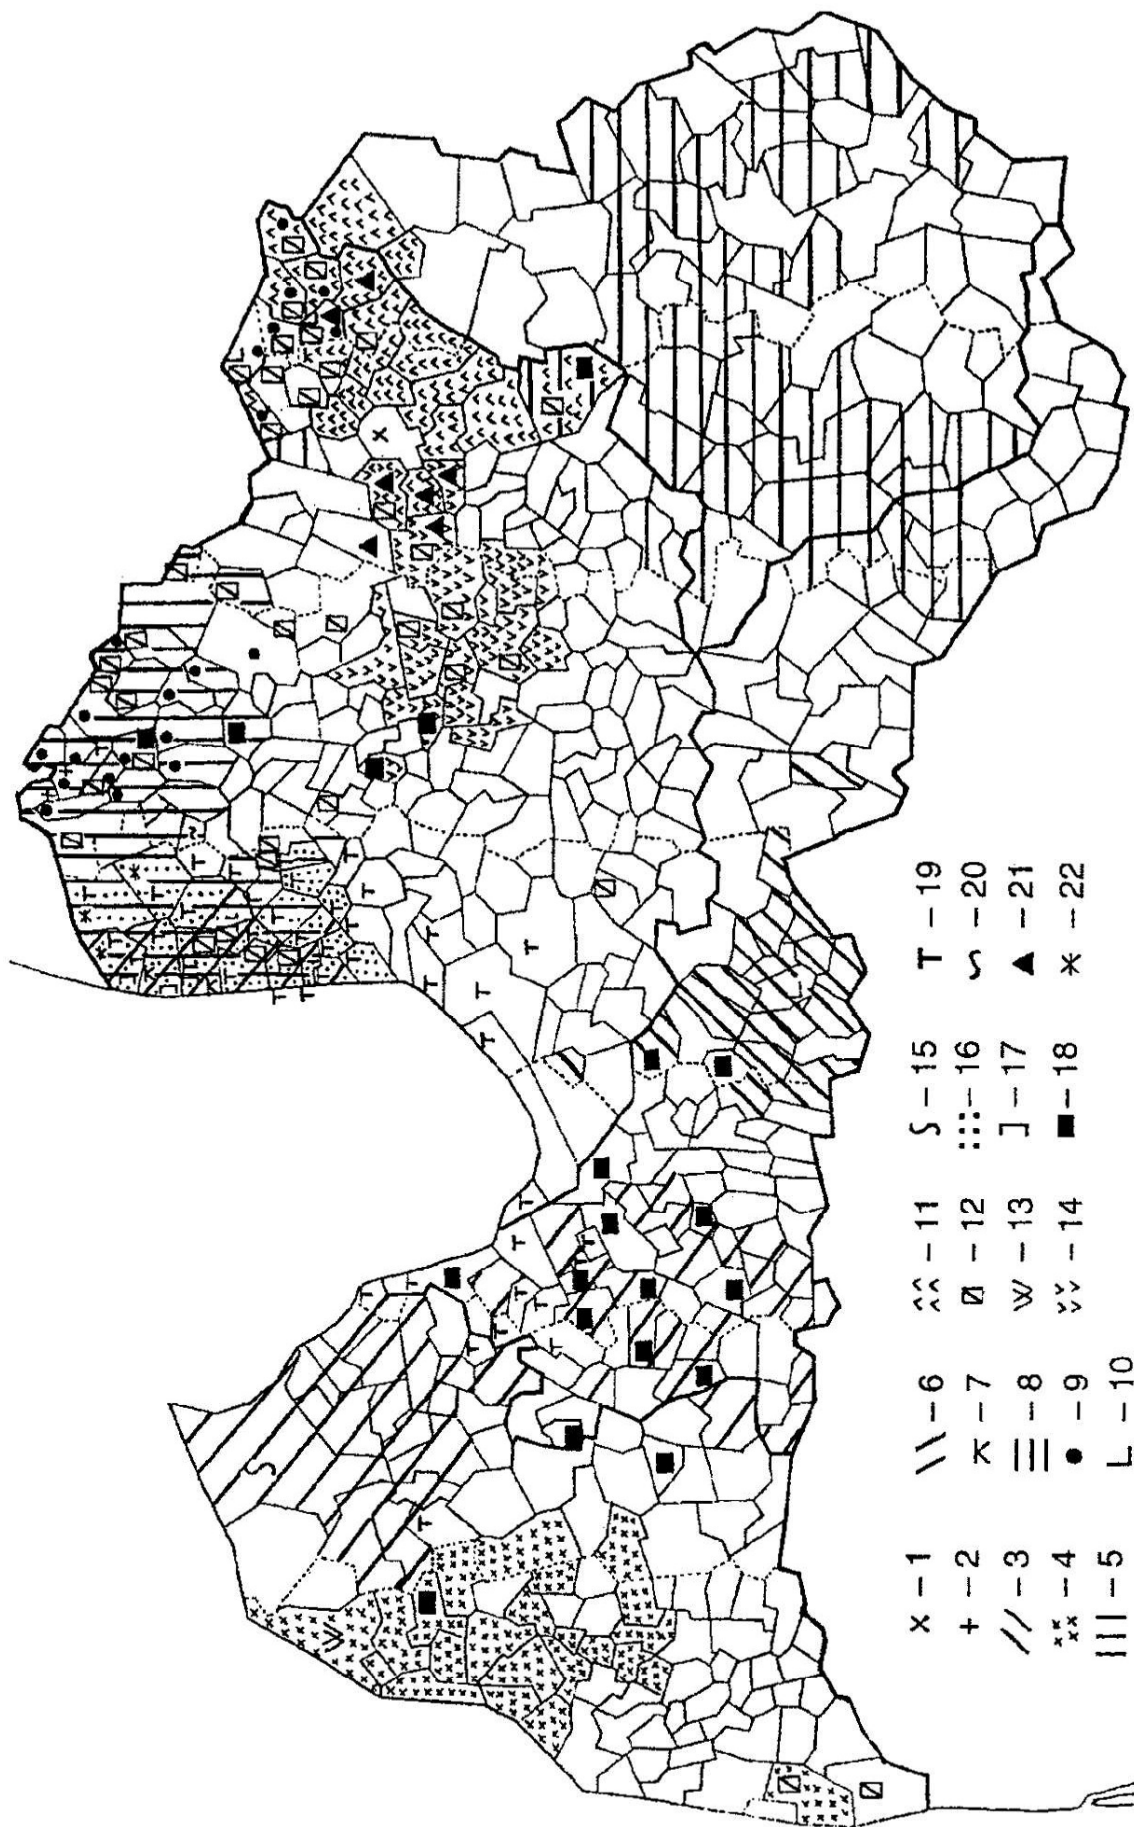 x – 1
+ – 2
// – 3
x x x x – 4
||| – 5
\\ – 6
K – 7
≡ – 8
● – 9
L – 10
^^^^ – 11
⍁ – 12
W – 13
vvvv – 14
S – 15
::: – 16
] – 17
■ – 18
T – 19
∽ – 20
▲ – 21
* – 22